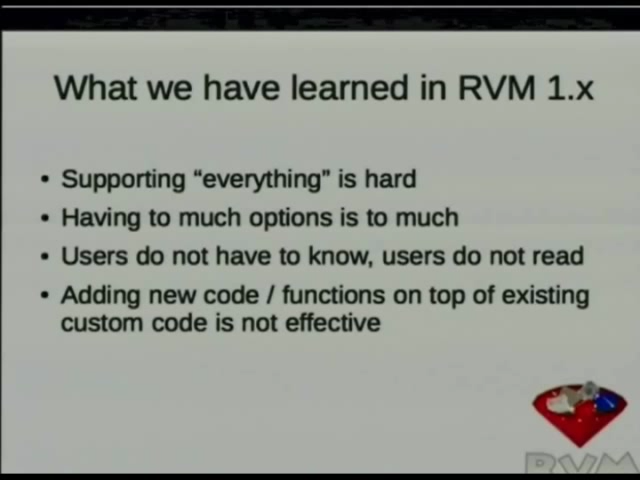 What we have learned in RVM 1.x
• Supporting “everything” is hard
• Having to much options is to much
• Users do not have to know, users do not read
• Adding new code / functions on top of existing
custom code is not effective
RVM